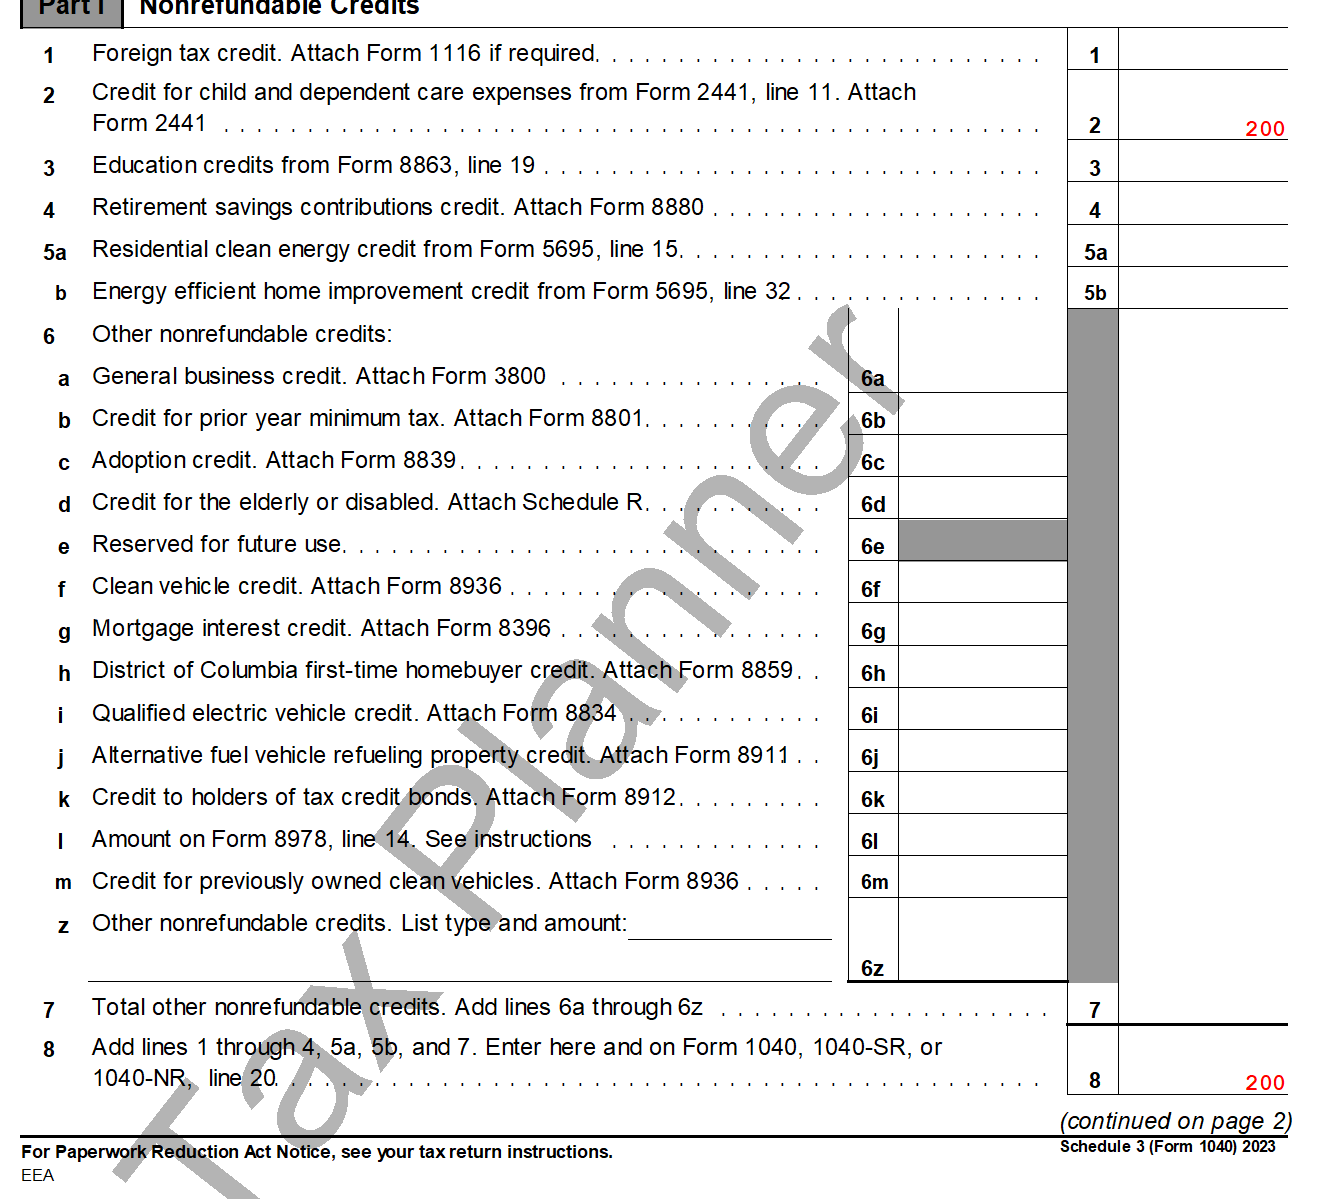 Part I Nonrefundable Credits
1 Foreign tax credit. Attach Form 1116 if required. . . . . . . . . . . . . . . . . . . . . . . . . . . . 1
2 Credit for child and dependent care expenses from Form 2441, line 11. Attach
Form 2441 . . . . . . . . . . . . . . . . . . . . . . . . . . . . . . . . . . . . . . 2 200
3 Education credits from Form 8863, line 19 . . . . . . . . . . . . . . . . . . . . . . . 3
4 Retirement savings contributions credit. Attach Form 8880 . . . . . . . . . . . . . . . 4
5a Residential clean energy credit from Form 5695, line 15. . . . . . . . . . . . . . . . . 5a
b Energy efficient home improvement credit from Form 5695, line 32 . . . . . . . . . . . . 5b
6 Other nonrefundable credits:
a General business credit. Attach Form 3800 . . . . . . . . . . . . 6a
b Credit for prior year minimum tax. Attach Form 8801. . . . . . . . . 6b
c Adoption credit. Attach Form 8839. . . . . . . . . . . . . . . . . 6c
d Credit for the elderly or disabled. Attach Schedule R. . . . . . . . . 6d
e Reserved for future use. . . . . . . . . . . . . . . . . . . . . . 6e
f Clean vehicle credit. Attach Form 8936 . . . . . . . . . . . . . . . 6f
g Mortgage interest credit. Attach Form 8396 . . . . . . . . . . . . 6g
h District of Columbia first-time homebuyer credit. Attach Form 8859. . 6h
i Qualified electric vehicle credit. Attach Form 8834 . . . . . . . . . . 6i
j Alternative fuel vehicle refueling property credit. Attach Form 8911 . . 6j
k Credit to holders of tax credit bonds. Attach Form 8912. . . . . . . . 6k
l Amount on Form 8978, line 14. See instructions . . . . . . . . . . . 6l
m Credit for previously owned clean vehicles. Attach Form 8936 . . . . . 6m
z Other nonrefundable credits. List type and amount:
6z
7 Total other nonrefundable credits. Add lines 6a through 6z . . . . . . . . . . . . . . . . 7
8 Add lines 1 through 4, 5a, 5b, and 7. Enter here and on Form 1040, 1040-SR, or
1040-NR, line 20. . . . . . . . . . . . . . . . . . . . . . . . . . . . . . . . . . . 8 200
(continued on page 2)
For Paperwork Reduction Act Notice, see your tax return instructions. Schedule 3 (Form 1040) 2023
EEA
Tax Planner